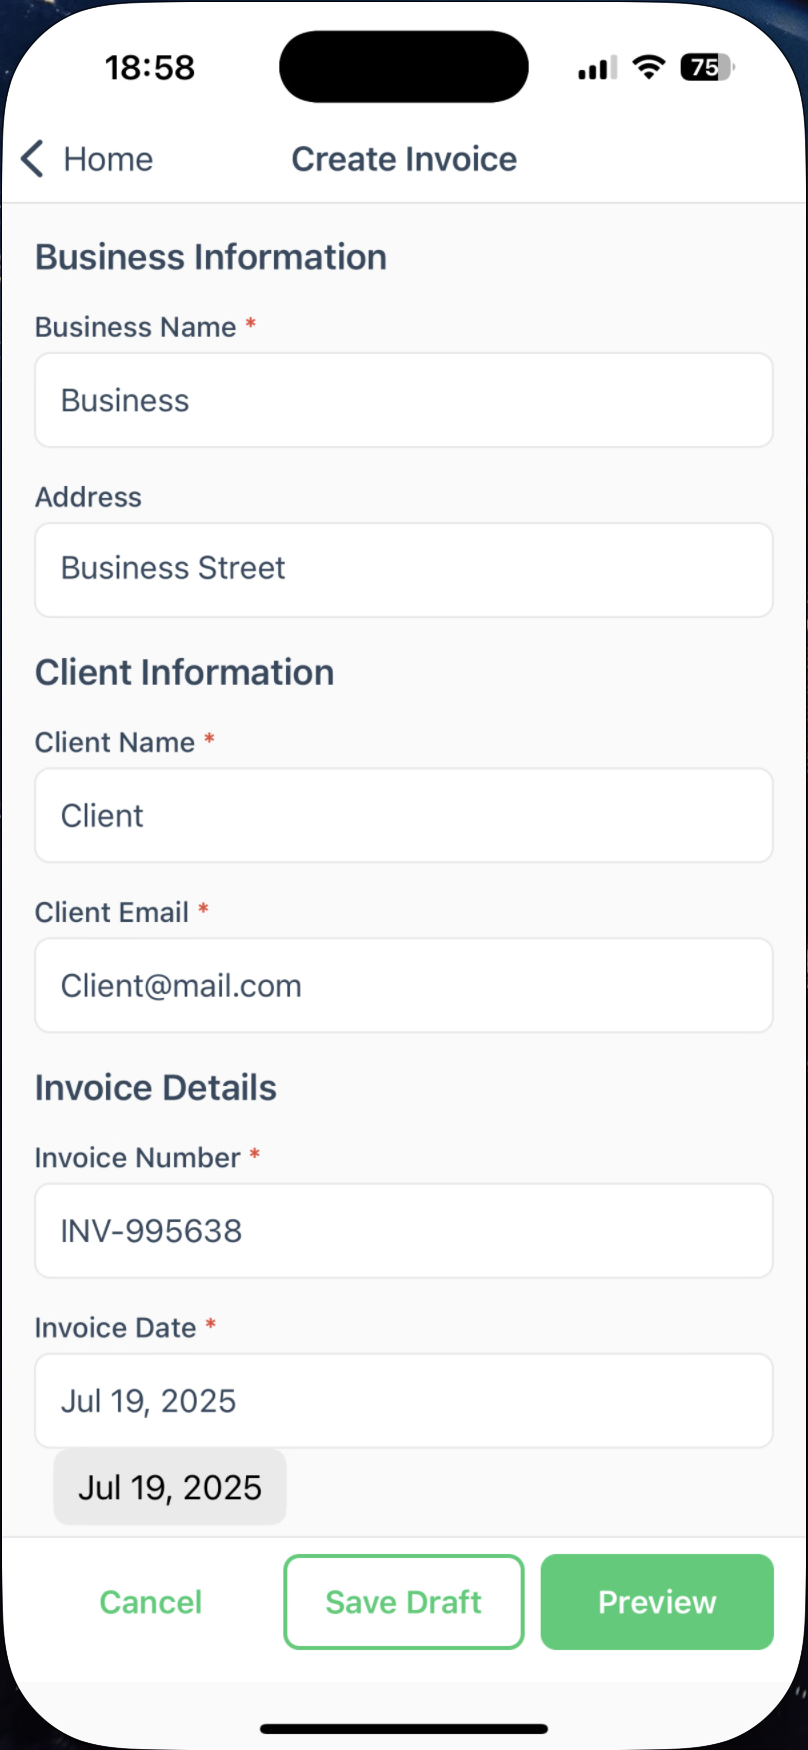 18:58
75
Home
Create Invoice
Business Information
Business Name *
Business
Address
Business Street
Client Information
Client Name *
Client
Client Email *
Client@mail.com
Invoice Details
Invoice Number *
INV-995638
Invoice Date *
Jul 19, 2025
Jul 19, 2025
Cancel
Save Draft
Preview